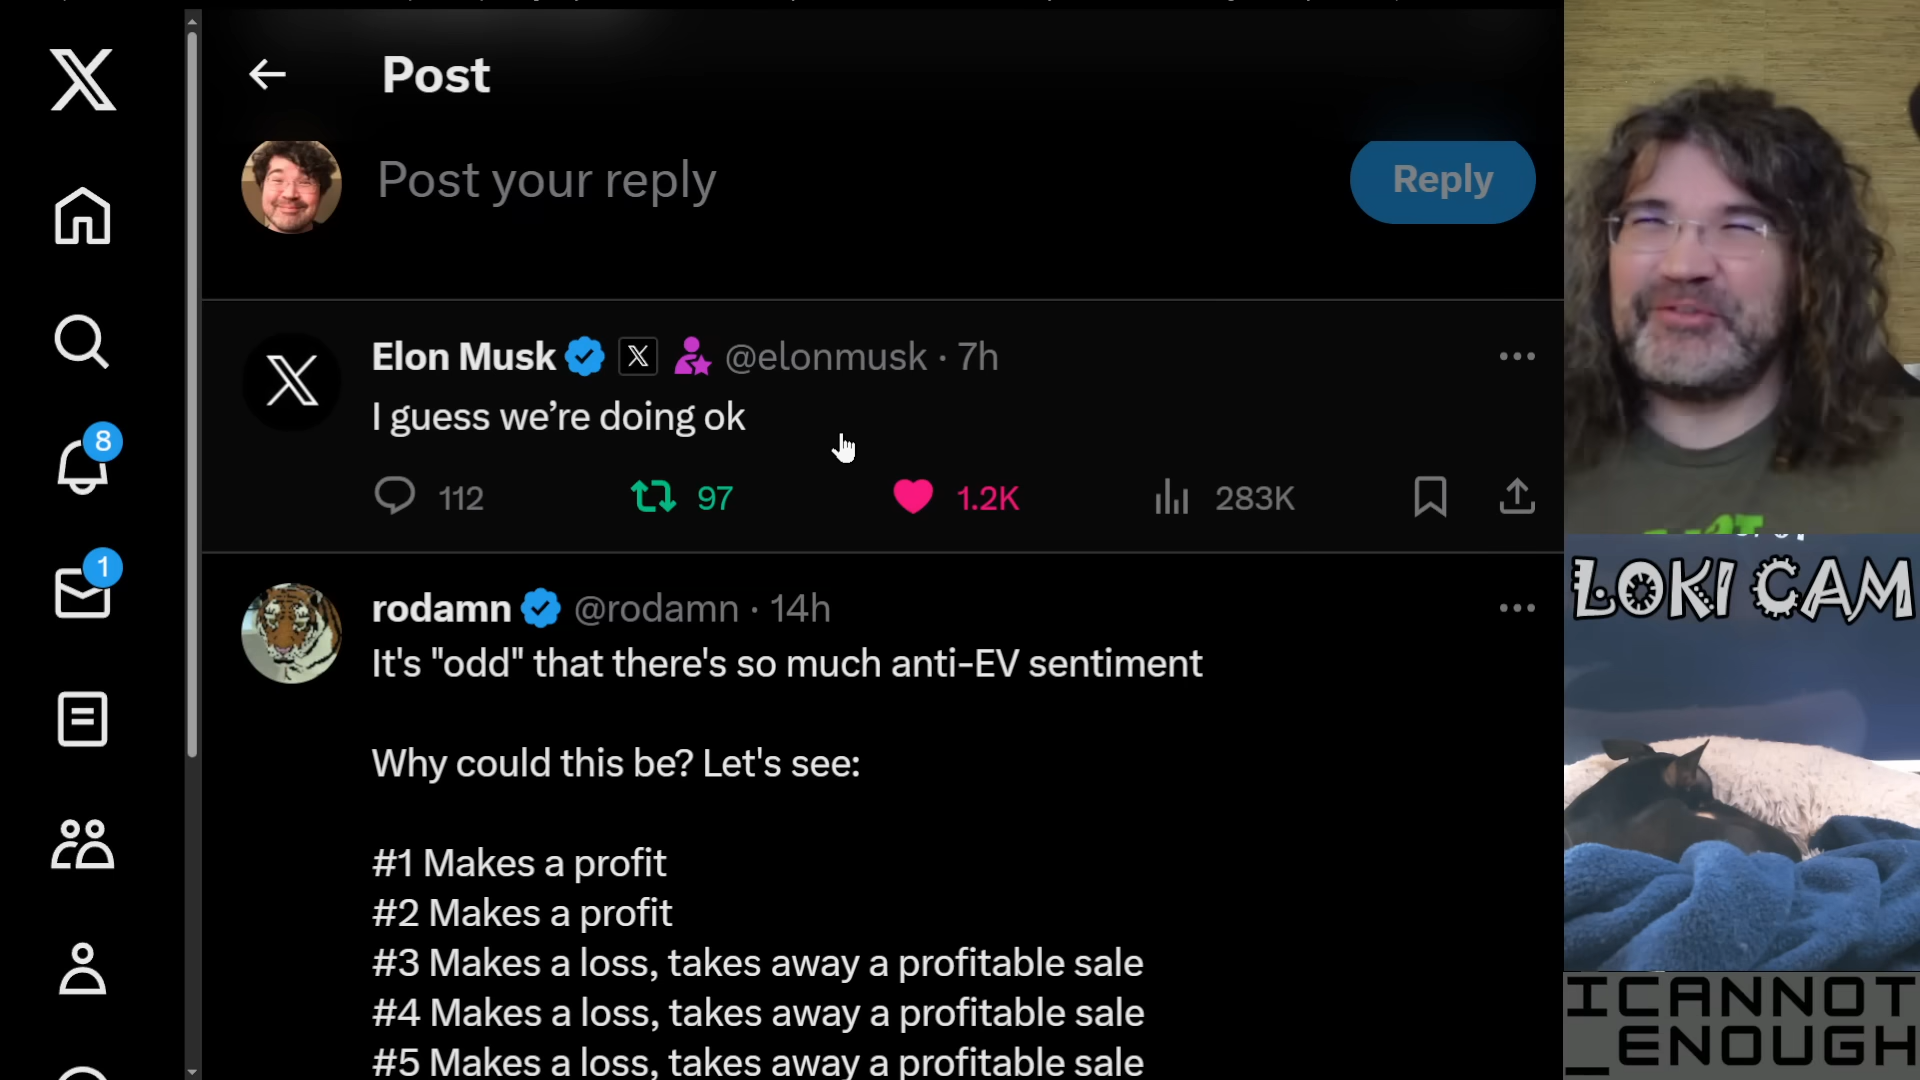 Post
Post your reply
Reply
Elon Musk @elonmusk · 7h
I guess we’re doing ok
112 97 1.2K 283K
8
1
rodamn @rodamn · 14h
It's "odd" that there's so much anti-EV sentiment
Why could this be? Let's see:
#1 Makes a profit
#2 Makes a profit
#3 Makes a loss, takes away a profitable sale
#4 Makes a loss, takes away a profitable sale
#5 Makes a loss, takes away a profitable sale
LOKI CAM
ICANNOT
_ENOUGH